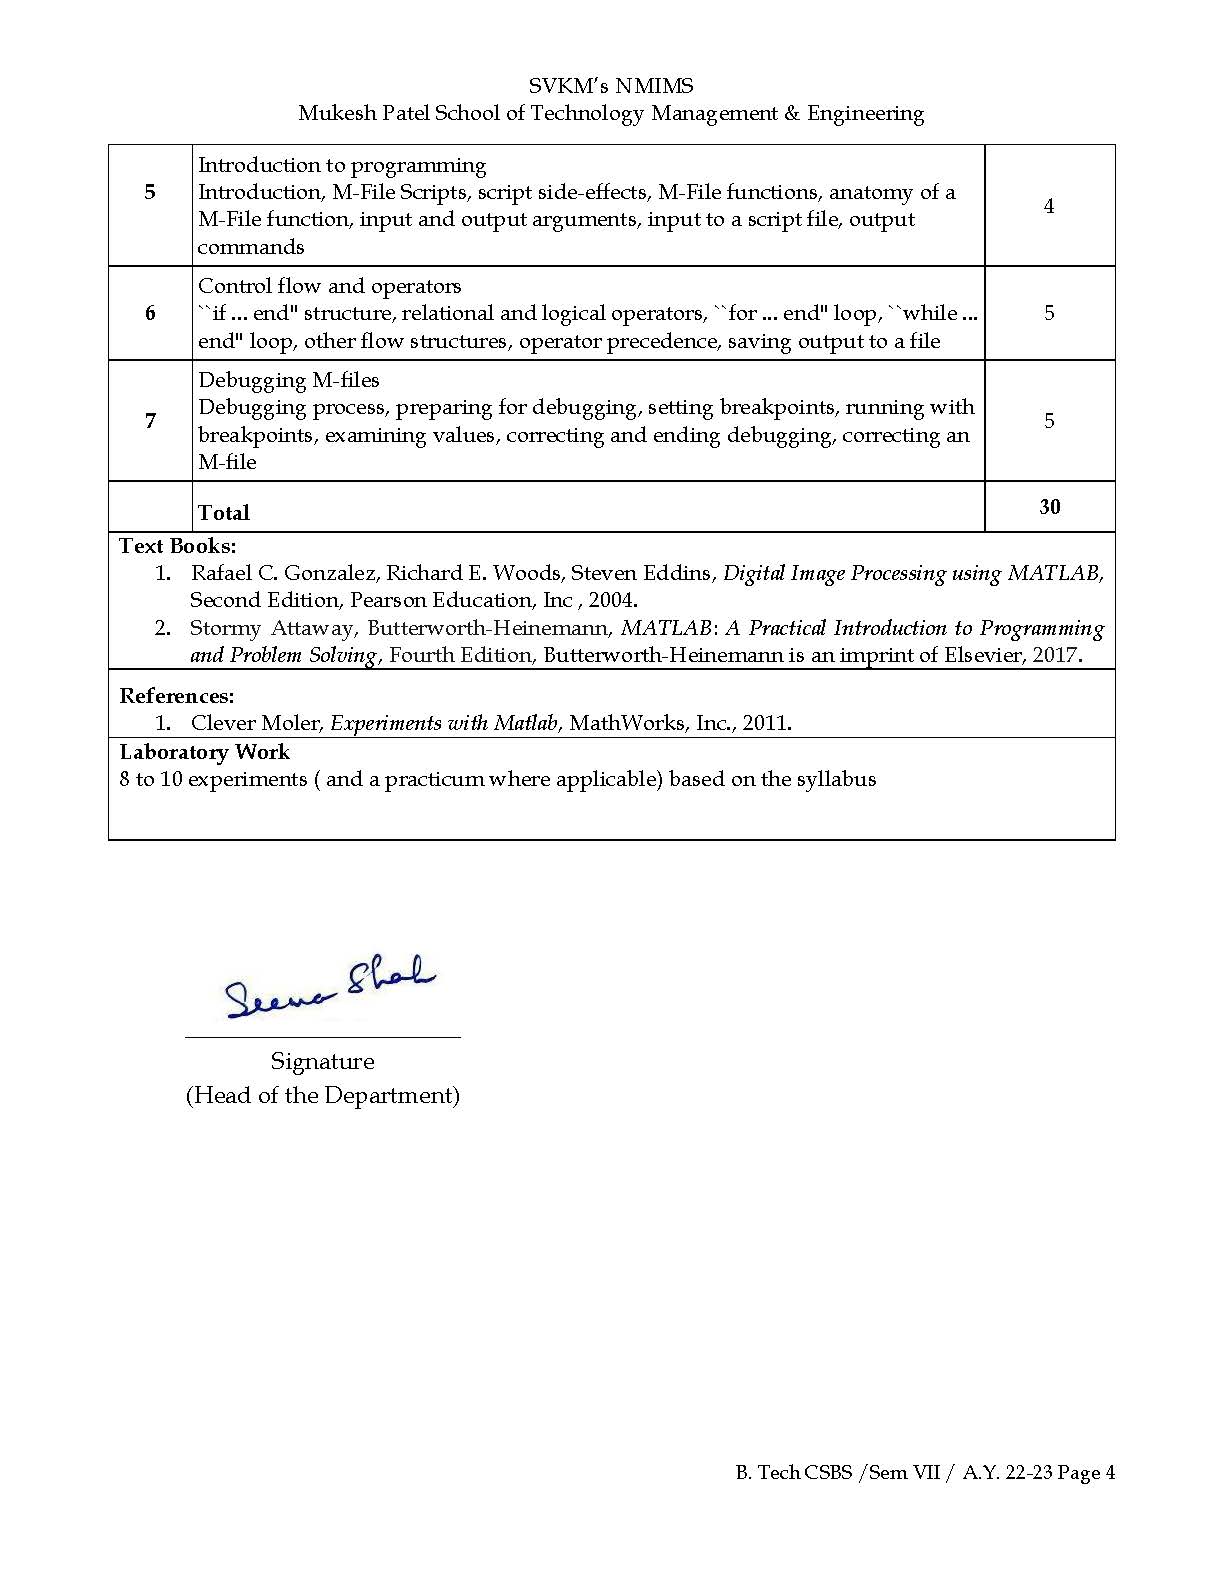 SVKM's NMIMS
Mukesh Patel School of Technology Management & Engineering
5
Introduction to programming
Introduction, M-File Scripts, script side-effects, M-File functions, anatomy of a
M-File function, input and output arguments, input to a script file, output
commands
4
6
Control flow and operators
``if ... end" structure, relational and logical operators, ``for ... end" loop, ``while ...
end" loop, other flow structures, operator precedence, saving output to a file
5
7
Debugging M-files
Debugging process, preparing for debugging, setting breakpoints, running with
breakpoints, examining values, correcting and ending debugging, correcting an
M-file
5
Total
30
Text Books:
1. Rafael C. Gonzalez, Richard E. Woods, Steven Eddins, Digital Image Processing using MATLAB,
Second Edition, Pearson Education, Inc , 2004.
2. Stormy Attaway, Butterworth-Heinemann, MATLAB: A Practical Introduction to Programming
and Problem Solving, Fourth Edition, Butterworth-Heinemann is an imprint of Elsevier, 2017.
References:
1. Clever Moler, Experiments with Matlab, MathWorks, Inc., 2011.
Laboratory Work
8 to 10 experiments ( and a practicum where applicable) based on the syllabus
Seema Shah
Signature
(Head of the Department)
B. Tech CSBS /Sem VII / A.Y. 22-23 Page 4